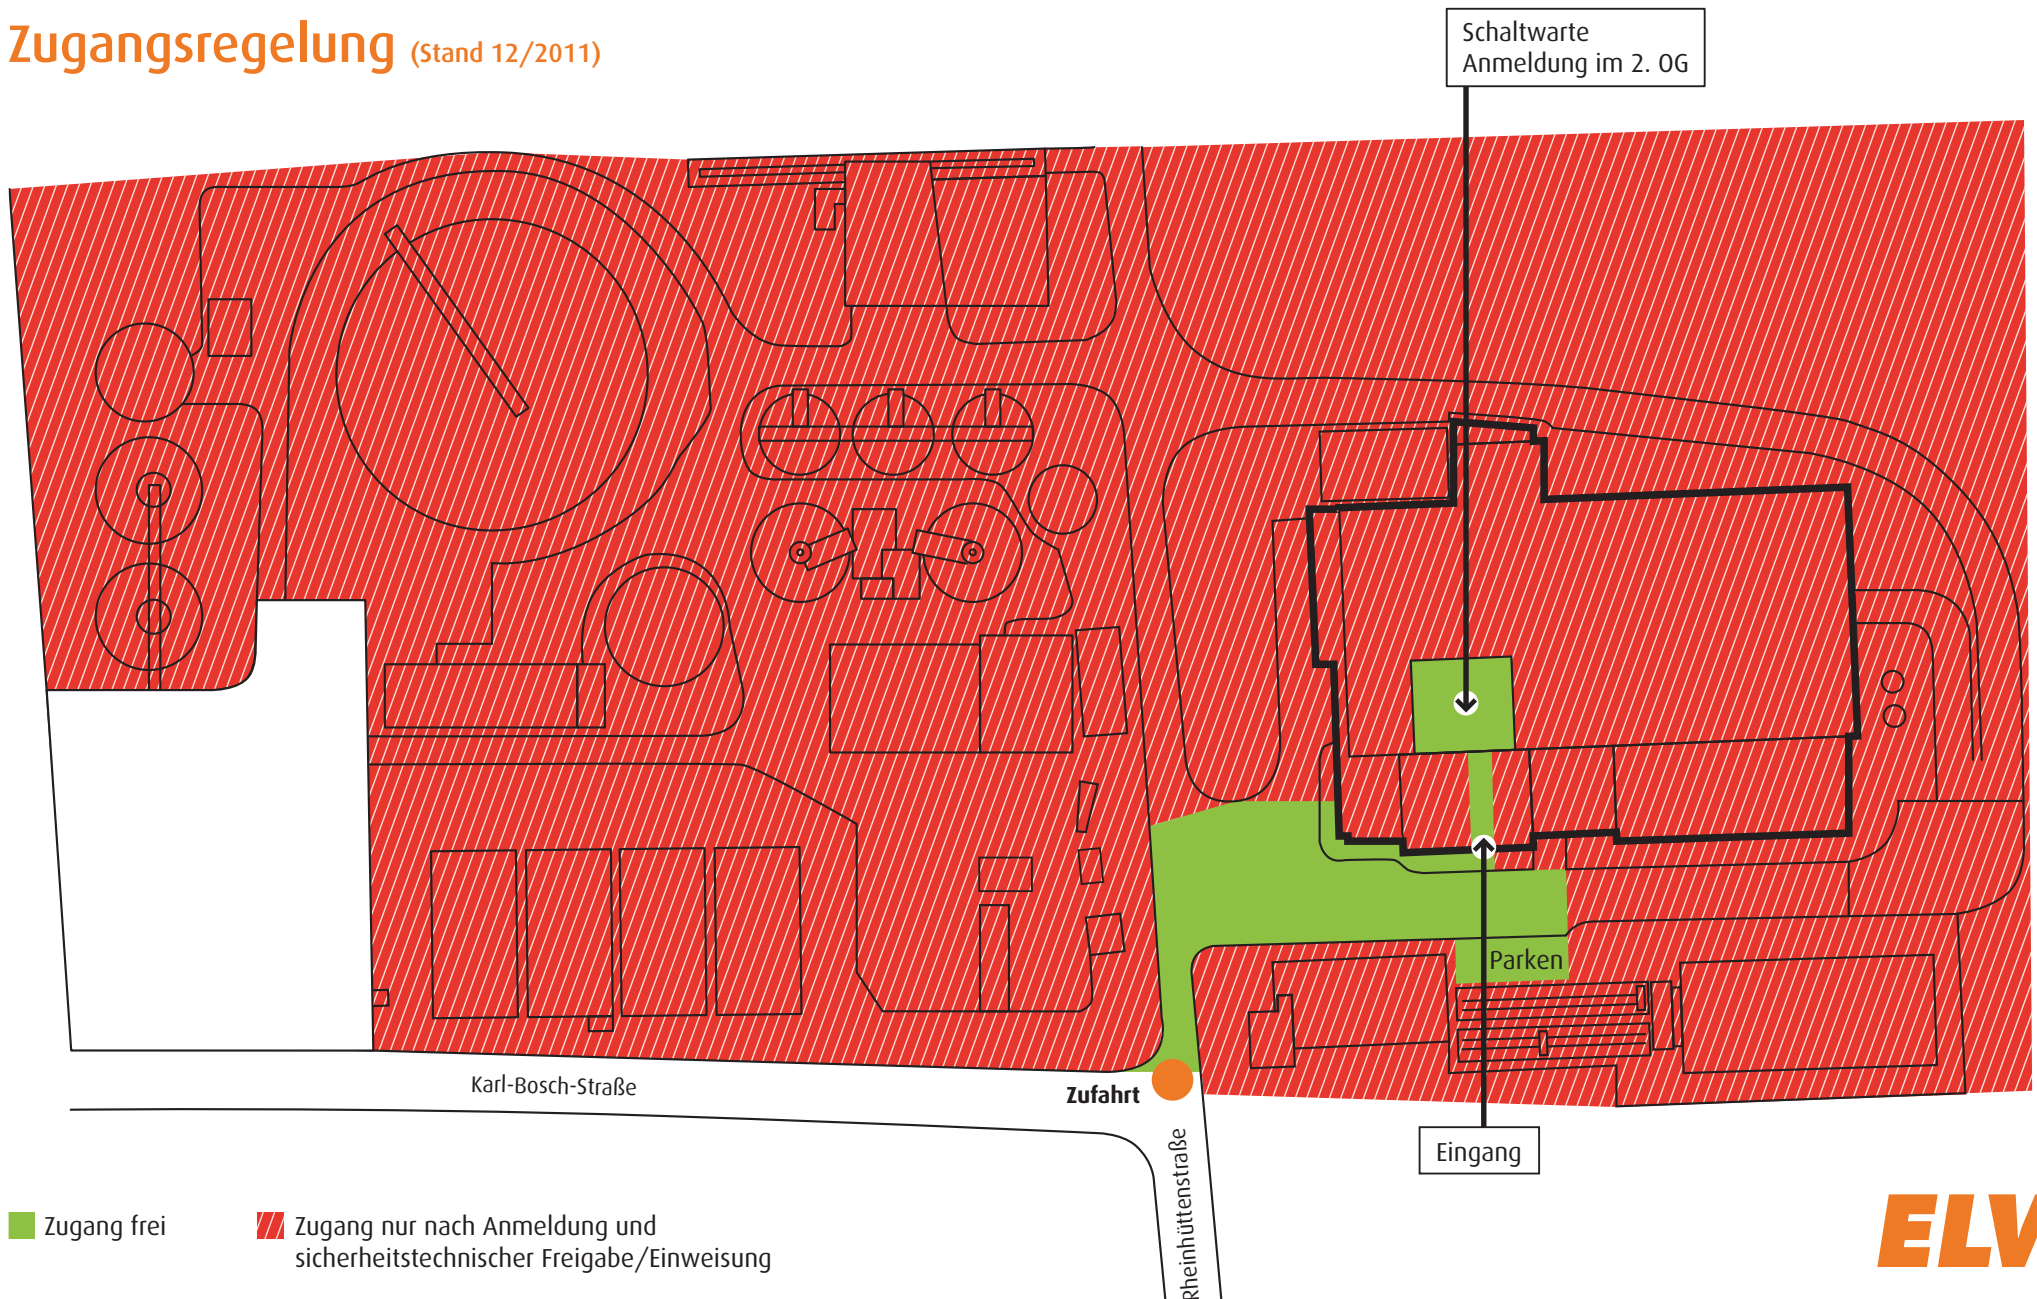 Zugangsregelung (Stand 12/2011)
Schaltwarte
Anmeldung im 2. OG
Parken
Karl-Bosch-Straße
Zufahrt
Rheinhüttenstraße
Eingang
Zugang frei
Zugang nur nach Anmeldung und
sicherheitstechnischer Freigabe/Einweisung